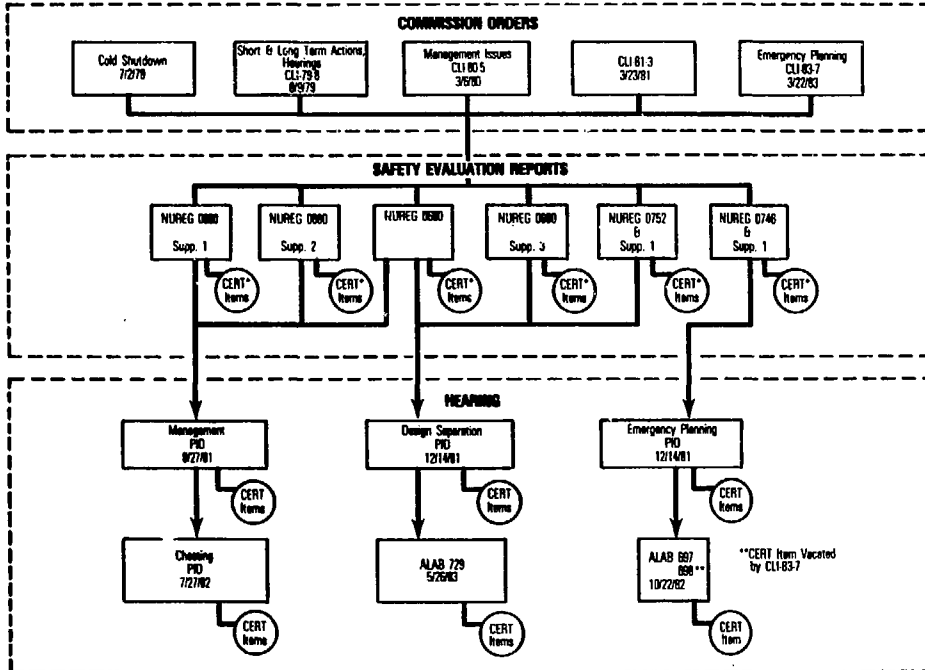 COMMISSION ORDERS
Cold Shutdown
7/2/79
Short & Long Term Actions,
Hearings
CLI-79-8
8/9/79
Management Issues
CLI 80-5
3/6/80
CLI 81-3
3/23/81
Emergency Planning
CLI-83-7
3/22/83
SAFETY EVALUATION REPORTS
NUREG 0680
Supp. 1
NUREG 0680
Supp. 2
NUREG 0680
NUREG 0680
Supp. 3
NUREG 0752
&
Supp. 1
NUREG 0746
&
Supp. 1
CERT*
Items
CERT*
Items
CERT*
Items
CERT*
Items
CERT*
Items
CERT*
Items
HEARING
Management
PID
8/27/81
Design Separation
PID
12/14/81
Emergency Planning
PID
12/14/81
CERT
Items
CERT
Items
CERT
Items
Cheating
PID
7/27/82
ALAB 729
5/26/83
ALAB 697
698**
10/22/82
**CERT Item Vacated
by CLI-83-7
CERT
Items
CERT
Items
CERT
Item